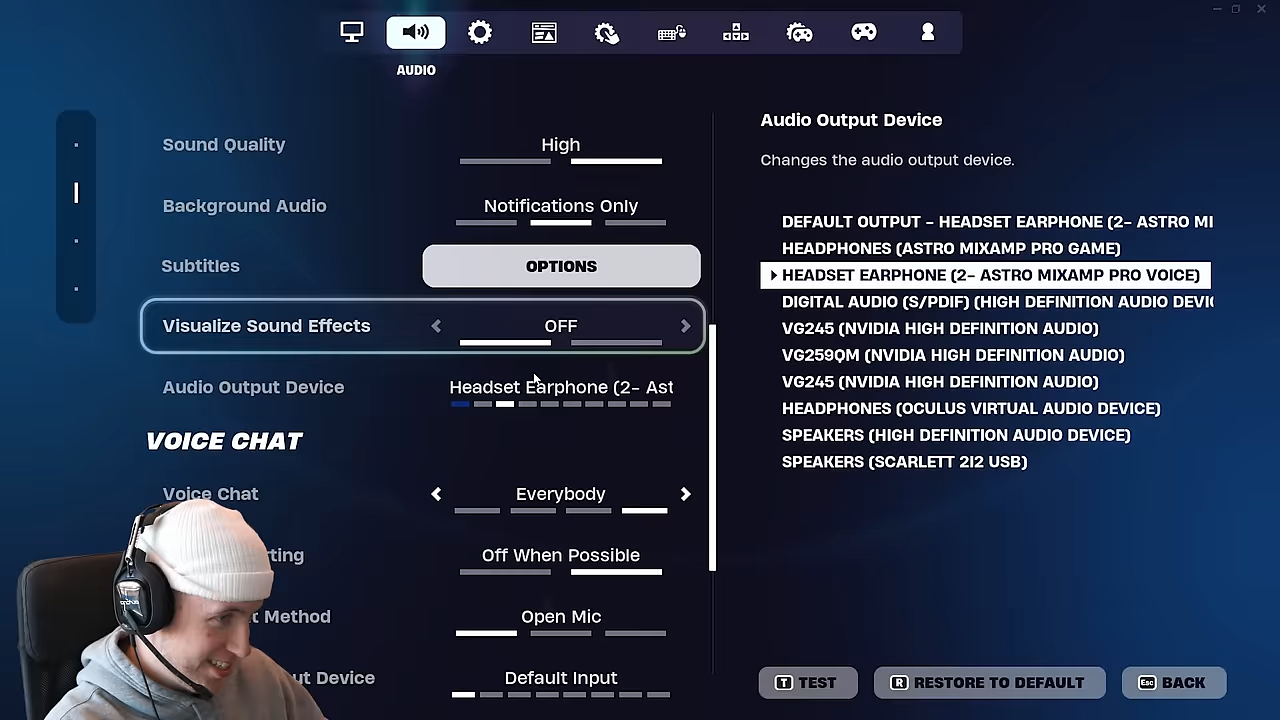 AUDIO
Sound Quality
High
Background Audio
Notifications Only
Subtitles
OPTIONS
Visualize Sound Effects
OFF
Audio Output Device
Headset Earphone (2- Ast
VOICE CHAT
Voice Chat
Everybody
rting
Off When Possible
t Method
Open Mic
ut Device
Default Input
Audio Output Device
Changes the audio output device.
DEFAULT OUTPUT - HEADSET EARPHONE (2- ASTRO MI
HEADPHONES (ASTRO MIXAMP PRO GAME)
HEADSET EARPHONE (2- ASTRO MIXAMP PRO VOICE)
DIGITAL AUDIO (S/PDIF) (HIGH DEFINITION AUDIO DEVIC
VG245 (NVIDIA HIGH DEFINITION AUDIO)
VG259QM (NVIDIA HIGH DEFINITION AUDIO)
VG245 (NVIDIA HIGH DEFINITION AUDIO)
HEADPHONES (OCULUS VIRTUAL AUDIO DEVICE)
SPEAKERS (HIGH DEFINITION AUDIO DEVICE)
SPEAKERS (SCARLETT 2I2 USB)
T TEST
R RESTORE TO DEFAULT
Esc BACK